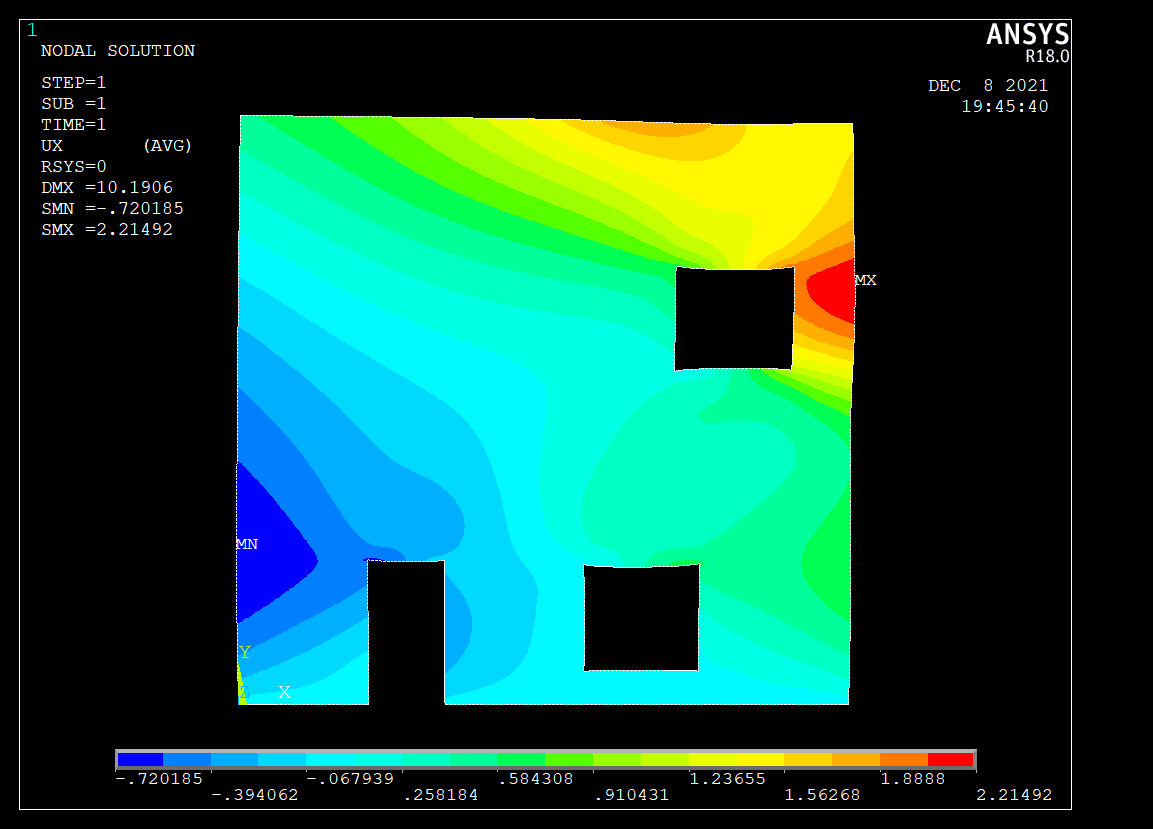 1
ANSYS
R18.0
NODAL SOLUTION
STEP=1
SUB =1
TIME=1
UX (AVG)
RSYS=0
DMX =10.1906
SMN =-.720185
SMX =2.21492
DEC 8 2021
19:45:40
MX
MN
Y
Z X
-.720185 -.067939 .584308 1.23655 1.8888
-.394062 .258184 .910431 1.56268 2.21492